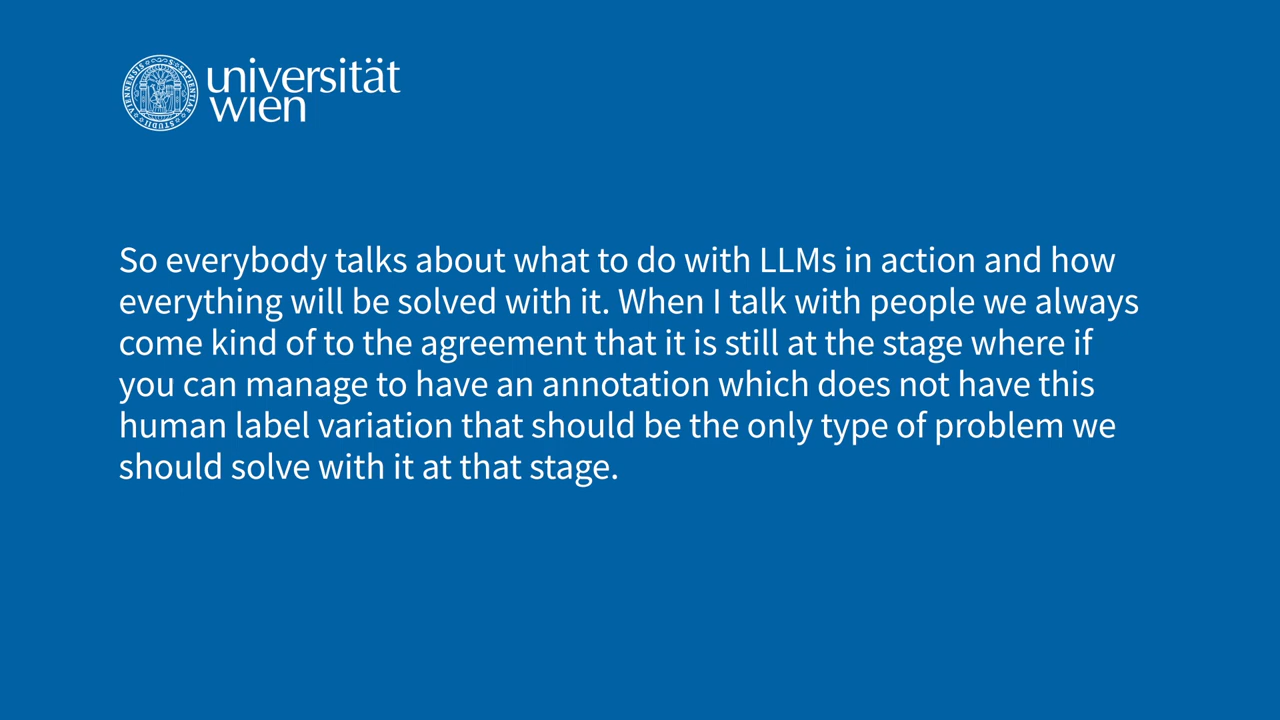 universität
wien
STUDII VIENNENSIS SAPIENTIAE
So everybody talks about what to do with LLMs in action and how
everything will be solved with it. When I talk with people we always
come kind of to the agreement that it is still at the stage where if
you can manage to have an annotation which does not have this
human label variation that should be the only type of problem we
should solve with it at that stage.